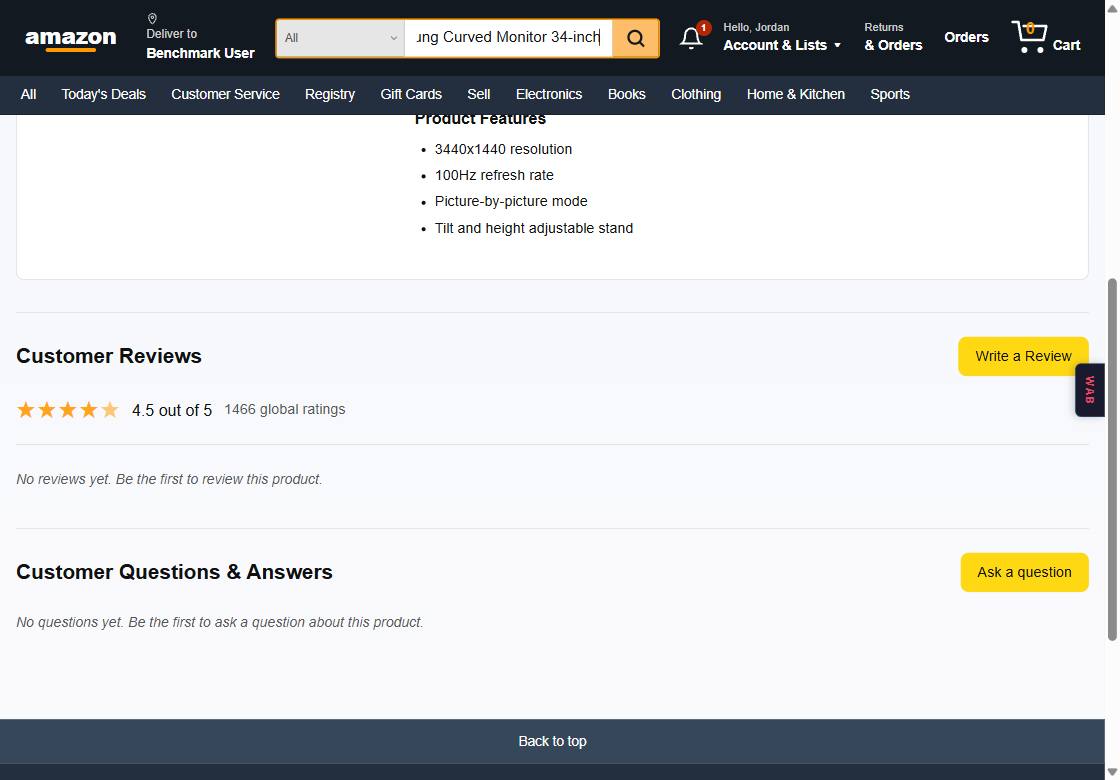 amazon
Deliver to
Benchmark User
All
ung Curved Monitor 34-inch
1
Hello, Jordan
Account & Lists
Returns
& Orders
Orders
0
Cart
All
Today's Deals
Customer Service
Registry
Gift Cards
Sell
Electronics
Books
Clothing
Home & Kitchen
Sports
Product Features
3440x1440 resolution
100Hz refresh rate
Picture-by-picture mode
Tilt and height adjustable stand
Customer Reviews
Write a Review
WAB
4.5 out of 5
1466 global ratings
No reviews yet. Be the first to review this product.
Customer Questions & Answers
Ask a question
No questions yet. Be the first to ask a question about this product.
Back to top